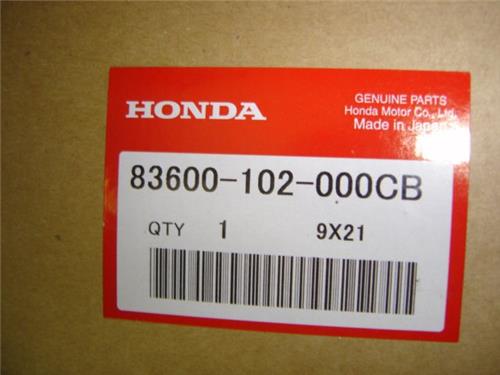 HONDA
GENUINE PARTS
Honda Motor Co., Ltd.
Made in Japan
83600-102-000CB
QTY 1 9X21